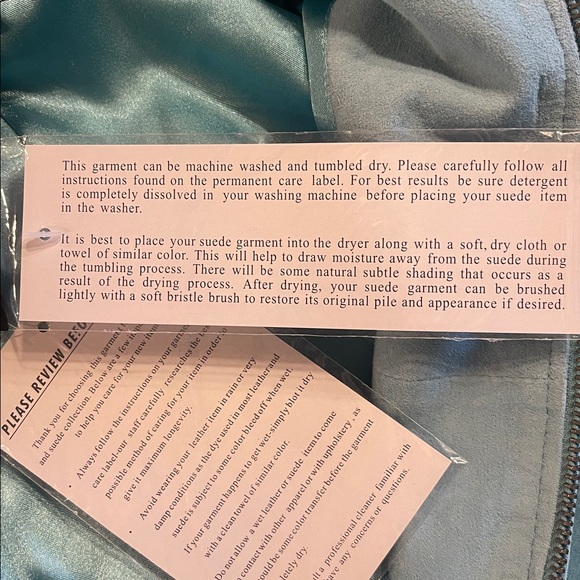 This garment can be machine washed and tumbled dry. Please carefully follow all
instructions found on the permanent care label. For best results be sure detergent
is completely dissolved in your washing machine before placing your suede item
in the washer.
It is best to place your suede garment into the dryer along with a soft, dry cloth or
towel of similar color. This will help to draw moisture away from the suede during
the tumbling process. There will be some natural subtle shading that occurs as a
result of the drying process. After drying, your suede garment can be brushed
lightly with a soft bristle brush to restore its original pile and appearance if desired.
PLEASE REVIEW
Thank you for choosing this garment
and suede collection. Below are a few
to help you care for your new
• Always follow the instructions on your
care label-our staff carefully researches the
possible method of caring for your item in order
give it maximum longevity.
• Avoid wearing your leather item in rain or very
damp conditions as the dye used in most leather and
suede is subject to some color bleed off when wet.
If your garment happens to get wet-simply blot it dry
with a clean towel of similar color.
Do not allow a wet leather or suede item to come
contact with other apparel or with upholstery, as
be some color transfer before the garment
dry.
a professional cleaner familiar with
any concerns or questions.